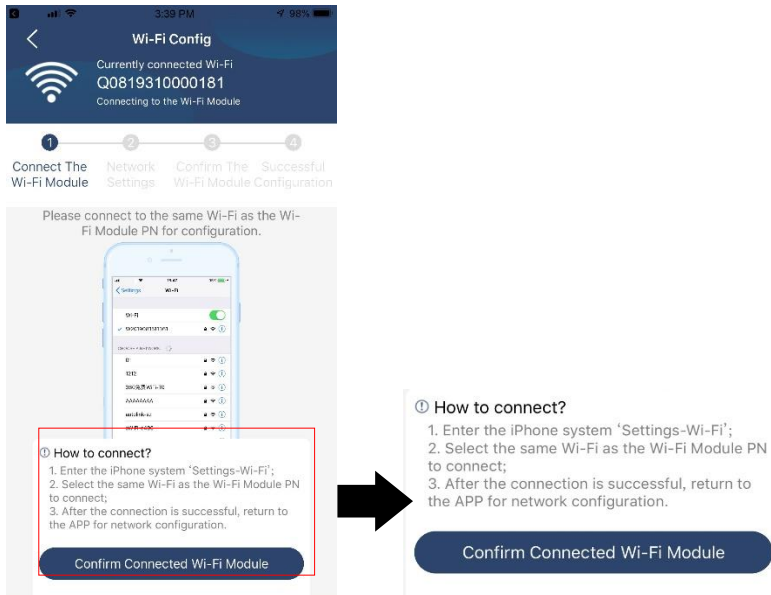 3:39 PM
98%
Wi-Fi Config
Currently connected Wi-Fi
Q0819310000181
Connecting to the Wi-Fi Module
1
2
3
4
Connect The
Wi-Fi Module
Network
Settings
Confirm The
Wi-Fi Module
Successful
Configuration
Please connect to the same Wi-Fi as the Wi-
Fi Module PN for configuration.
Settings
Wi-Fi
Wi-Fi
1212
AAAAAAAA
How to connect?
1. Enter the iPhone system ‘Settings-Wi-Fi’;
2. Select the same Wi-Fi as the Wi-Fi Module PN
to connect;
3. After the connection is successful, return to
the APP for network configuration.
Confirm Connected Wi-Fi Module
How to connect?
1. Enter the iPhone system ‘Settings-Wi-Fi’;
2. Select the same Wi-Fi as the Wi-Fi Module PN
to connect;
3. After the connection is successful, return to
the APP for network configuration.
Confirm Connected Wi-Fi Module